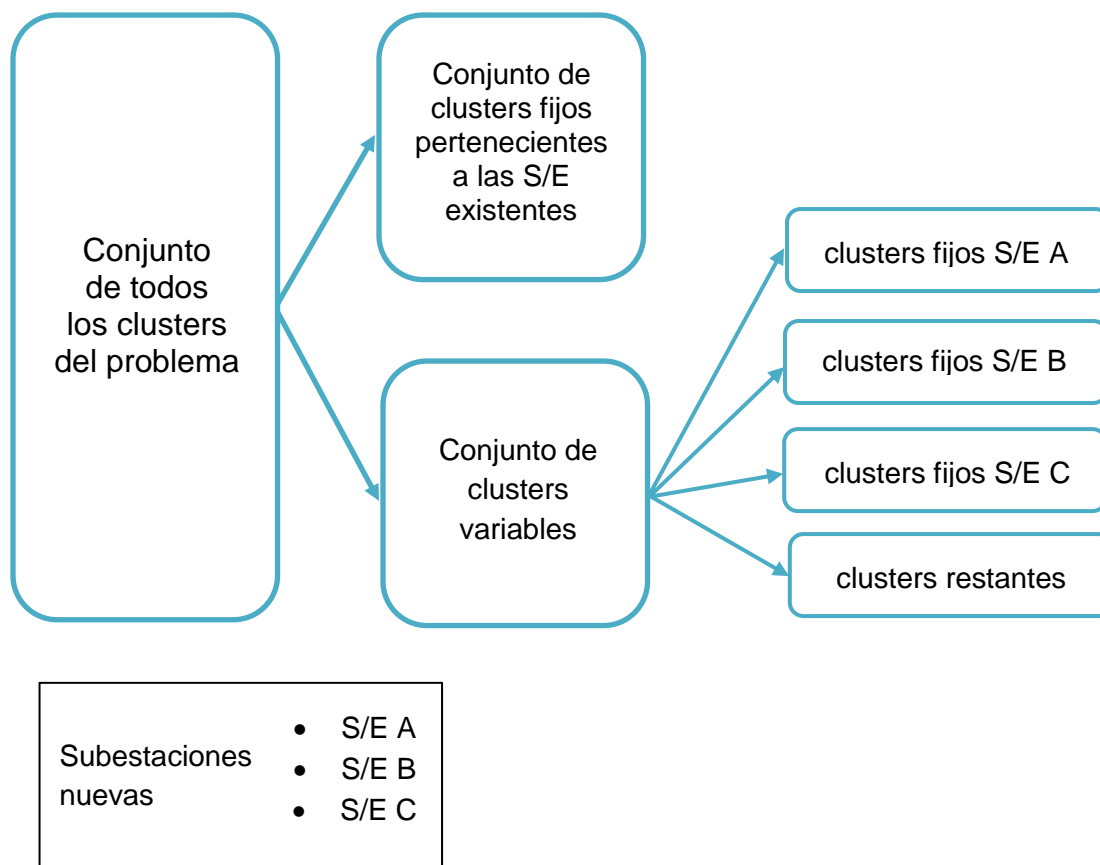 Conjunto
de todos
los clusters
del problema
Conjunto de
clusters fijos
pertenecientes
a las S/E
existentes
Conjunto de
clusters
variables
clusters fijos S/E A
clusters fijos S/E B
clusters fijos S/E C
clusters restantes
Subestaciones
nuevas
• S/E A
• S/E B
• S/E C